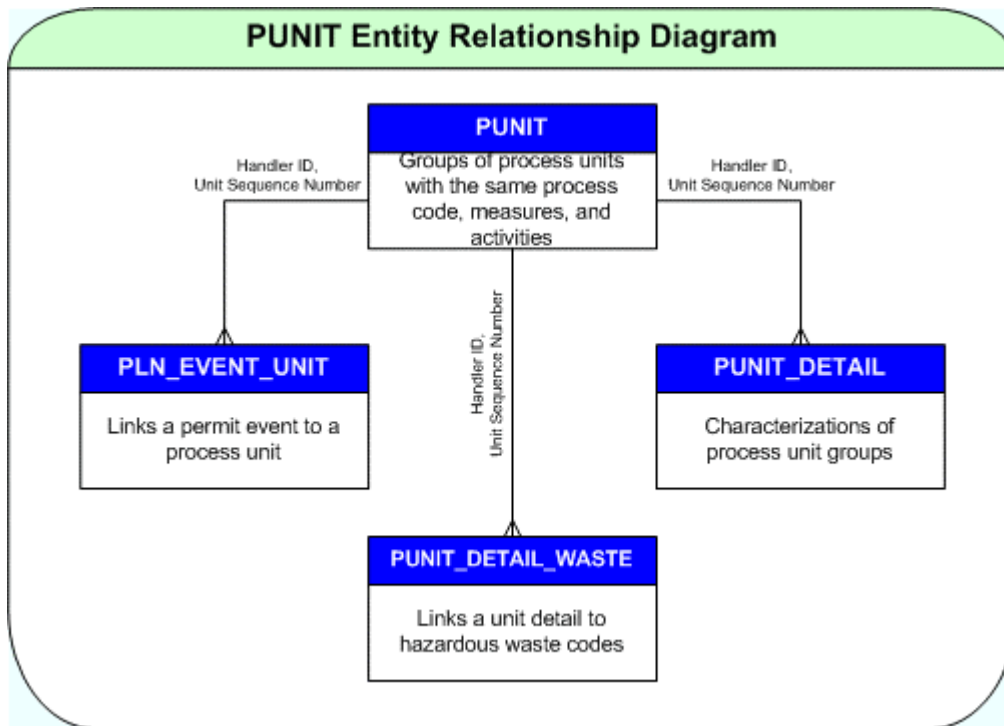 PUNIT Entity Relationship Diagram
PUNIT
Groups of process units
with the same process
code, measures, and
activities
Handler ID,
Unit Sequence Number
Handler ID,
Unit Sequence Number
Handler ID,
Unit Sequence Number
PLN_EVENT_UNIT
Links a permit event to a
process unit
PUNIT_DETAIL
Characterizations of
process unit groups
PUNIT_DETAIL_WASTE
Links a unit detail to
hazardous waste codes